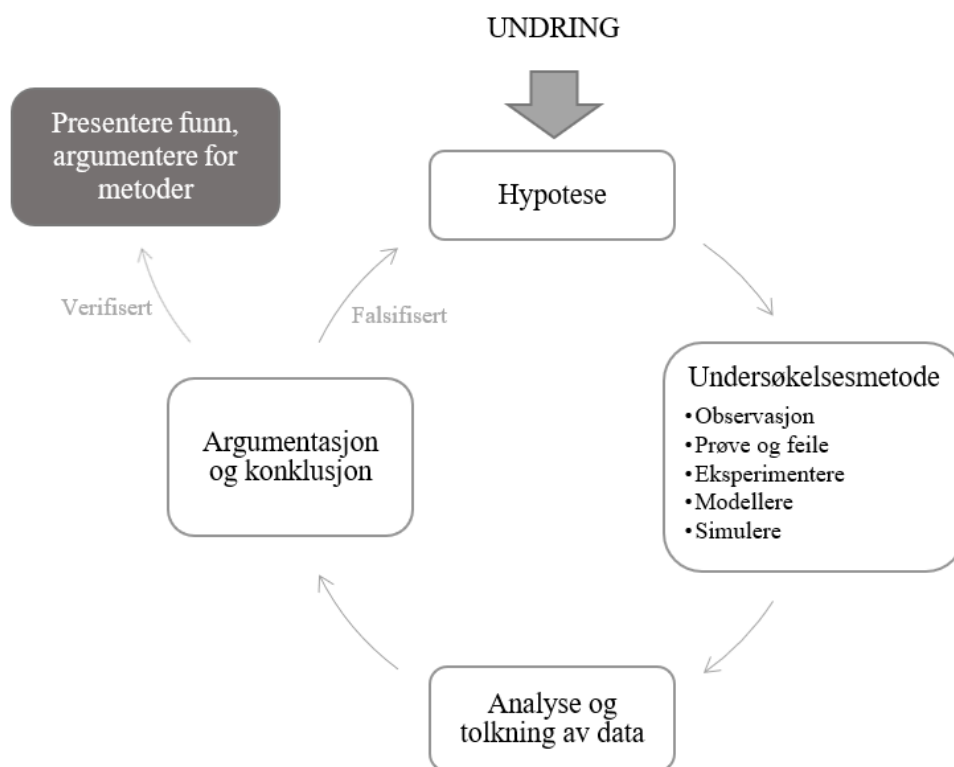 UNDRING
Presentere funn,
argumentere for
metoder
Hypotese
Verifisert
Falsifisert
Undersøkelsesmetode
•Observasjon
•Prøve og feile
•Eksperimentere
•Modellere
•Simulere
Argumentasjon
og konklusjon
Analyse og
tolkning av data